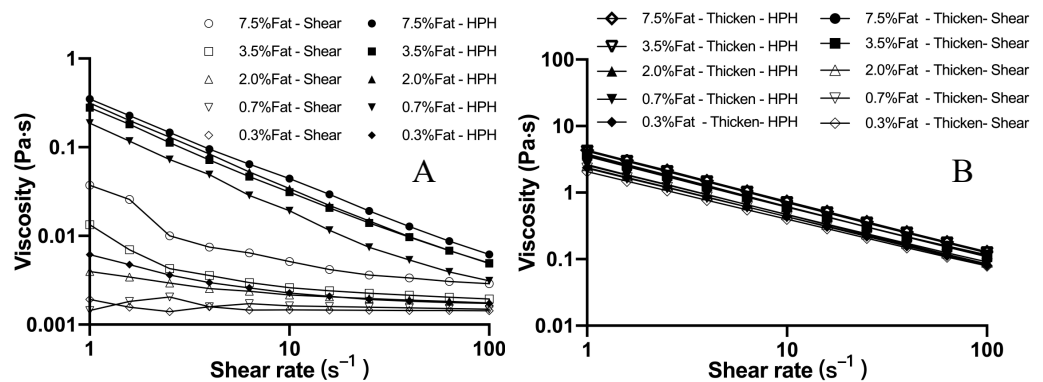 7.5%Fat - Shear
7.5%Fat - HPH
3.5%Fat - Shear
3.5%Fat - HPH
2.0%Fat - Shear
2.0%Fat - HPH
0.7%Fat - Shear
0.7%Fat - HPH
0.3%Fat - Shear
0.3%Fat - HPH
1
0.1
0.01
0.001
Viscosity (Pa·s)
A
1
10
100
Shear rate (s⁻¹)
7.5%Fat - Thicken - HPH
7.5%Fat - Thicken- Shear
3.5%Fat - Thicken - HPH
3.5%Fat - Thicken- Shear
2.0%Fat - Thicken - HPH
2.0%Fat - Thicken- Shear
0.7%Fat - Thicken - HPH
0.7%Fat - Thicken- Shear
0.3%Fat - Thicken- HPH
0.3%Fat - Thicken- Shear
100
10
1
0.1
0.01
Viscosity (Pa·s)
B
1
10
100
Shear rate (s⁻¹)